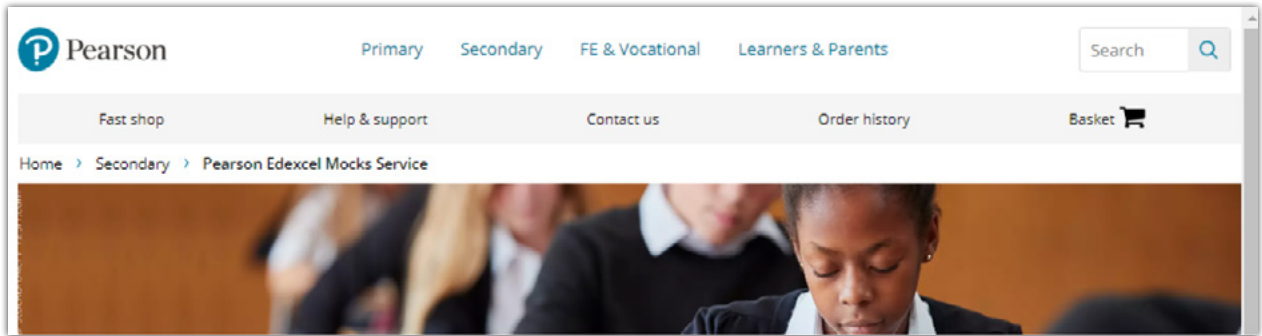 Pearson
Primary Secondary FE & Vocational Learners & Parents Search
Fast shop Help & support Contact us Order history Basket
Home > Secondary > Pearson Edexcel Mocks Service